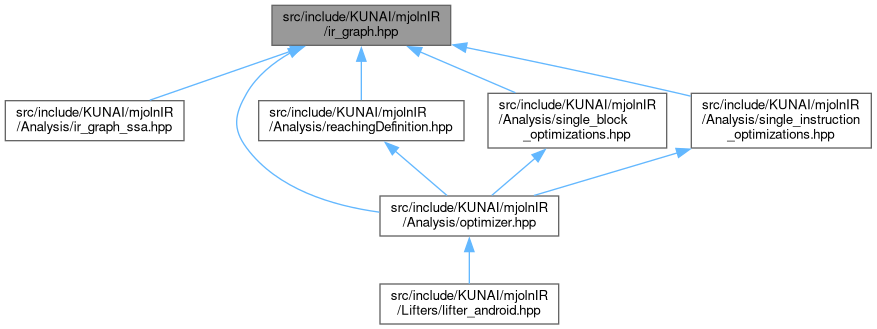 src/include/KUNAI/mjolnIR
/ir_graph.hpp
src/include/KUNAI/mjolnIR
/Analysis/ir_graph_ssa.hpp
src/include/KUNAI/mjolnIR
/Analysis/reachingDefinition.hpp
src/include/KUNAI/mjolnIR
/Analysis/single_block
_optimizations.hpp
src/include/KUNAI/mjolnIR
/Analysis/single_instruction
_optimizations.hpp
src/include/KUNAI/mjolnIR
/Analysis/optimizer.hpp
src/include/KUNAI/mjolnIR
/Lifters/lifter_android.hpp